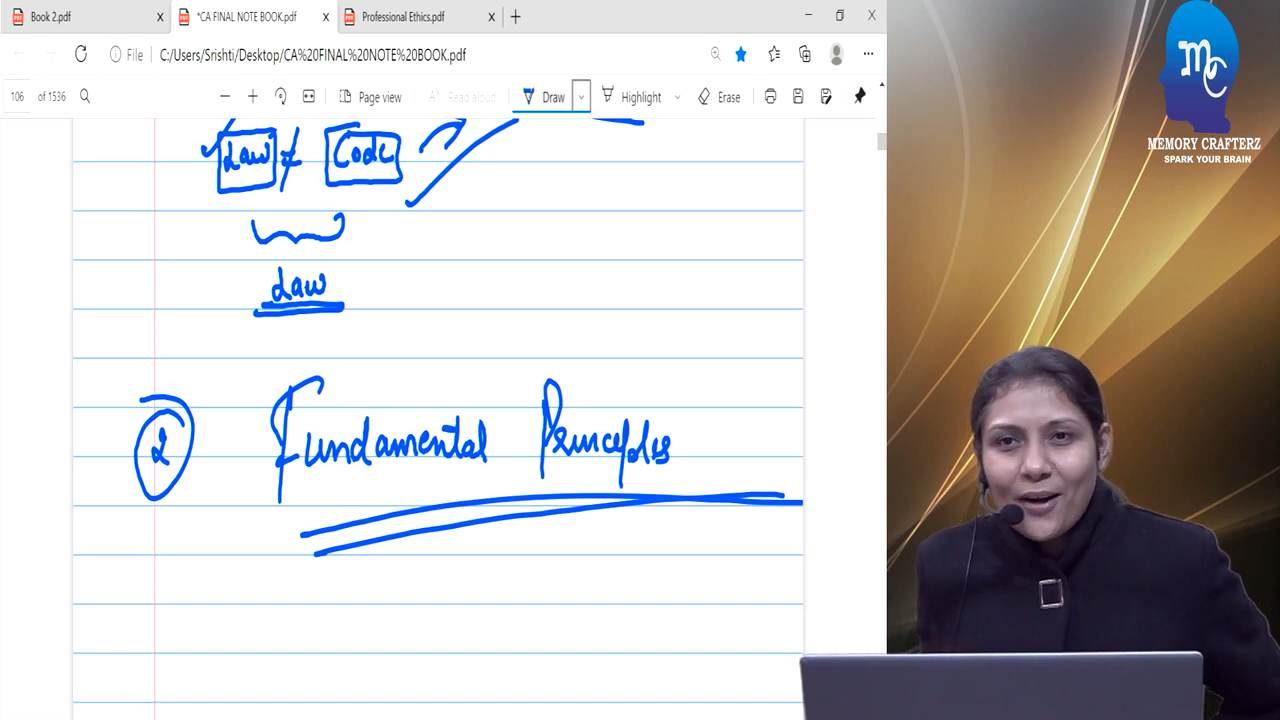 Book 2.pdf
*CA FINAL NOTE BOOK.pdf
Professional Ethics.pdf
File
C:/Users/Srishti/Desktop/CA%20FINAL%20NOTE%20BOOK.pdf
106 of 1536
Page view
Read aloud
Draw
Highlight
Erase
MC
MEMORY CRAFTERZ
SPARK YOUR BRAIN
Law ≠ Code
Law
2 Fundamental Principles